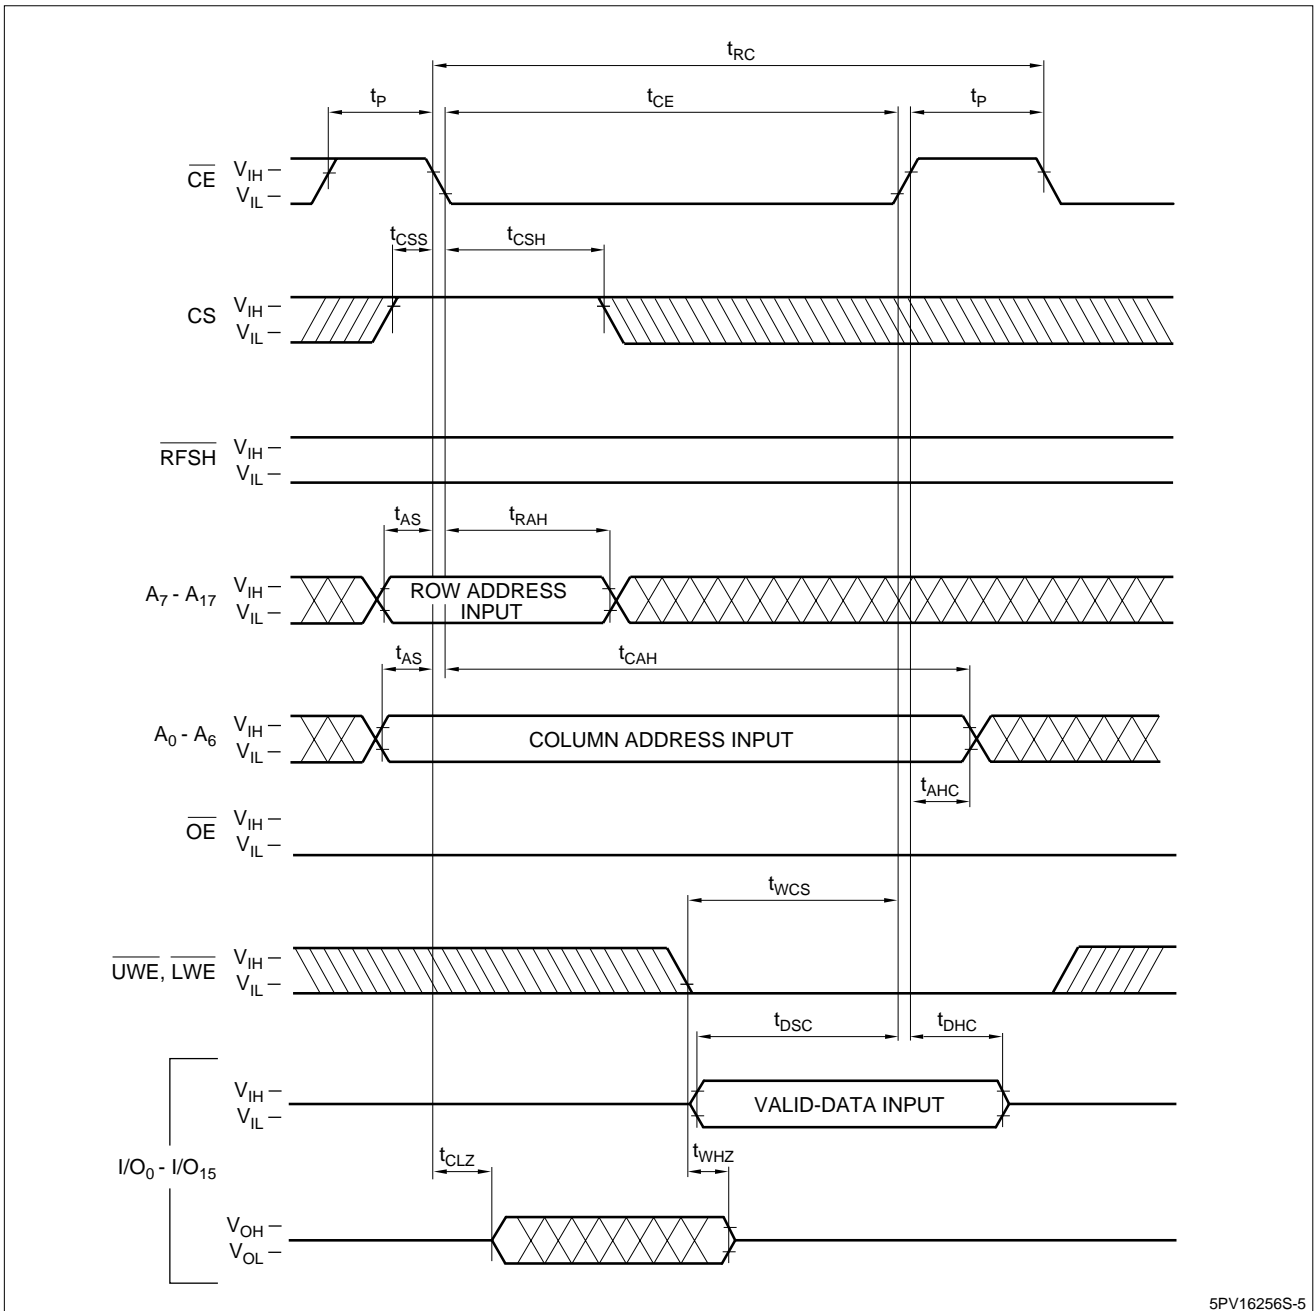 tRC
tP tCE tP
CE VIH
VIL
tCSS tCSH
CS VIH
VIL
RFSH VIH
VIL
tAS tRAH
A7 - A17 VIH
VIL
ROW ADDRESS
INPUT
tAS tCAH
A0 - A6 VIH
VIL
COLUMN ADDRESS INPUT
tAHC
OE VIH
VIL
tWCS
UWE, LWE VIH
VIL
tDSC tDHC
VIH
VIL
VALID-DATA INPUT
I/O0 - I/O15
tCLZ tWHZ
VOH
VOL
5PV16256S-5